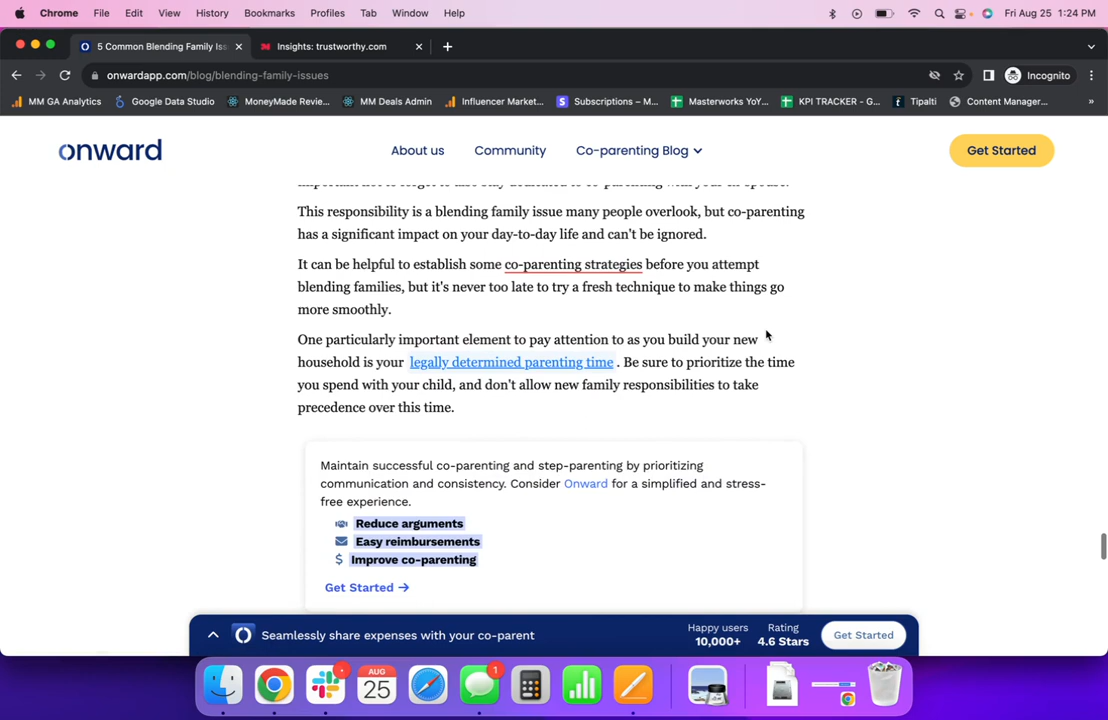 Chrome File Edit View History Bookmarks Profiles Tab Window Help Fri Aug 25 1:24 PM
5 Common Blending Family Iss Insights: trustworthy.com
onwardapp.com/blog/blending-family-issues Incognito
MM GA Analytics Google Data Studio MoneyMade Revie... MM Deals Admin Influencer Market... Subscriptions – M... Masterworks YoY... KPI TRACKER - G... Tipalti Content Manager... »
onward About us Community Co-parenting Blog Get Started
This responsibility is a blending family issue many people overlook, but co-parenting
has a significant impact on your day-to-day life and can't be ignored.
It can be helpful to establish some co-parenting strategies before you attempt
blending families, but it's never too late to try a fresh technique to make things go
more smoothly.
One particularly important element to pay attention to as you build your new
household is your legally determined parenting time . Be sure to prioritize the time
you spend with your child, and don't allow new family responsibilities to take
precedence over this time.
Maintain successful co-parenting and step-parenting by prioritizing
communication and consistency. Consider Onward for a simplified and stress-
free experience.
Reduce arguments
Easy reimbursements
$ Improve co-parenting
Get Started →
Seamlessly share expenses with your co-parent
Happy users
10,000+
Rating
4.6 Stars
Get Started
AUG
25
1